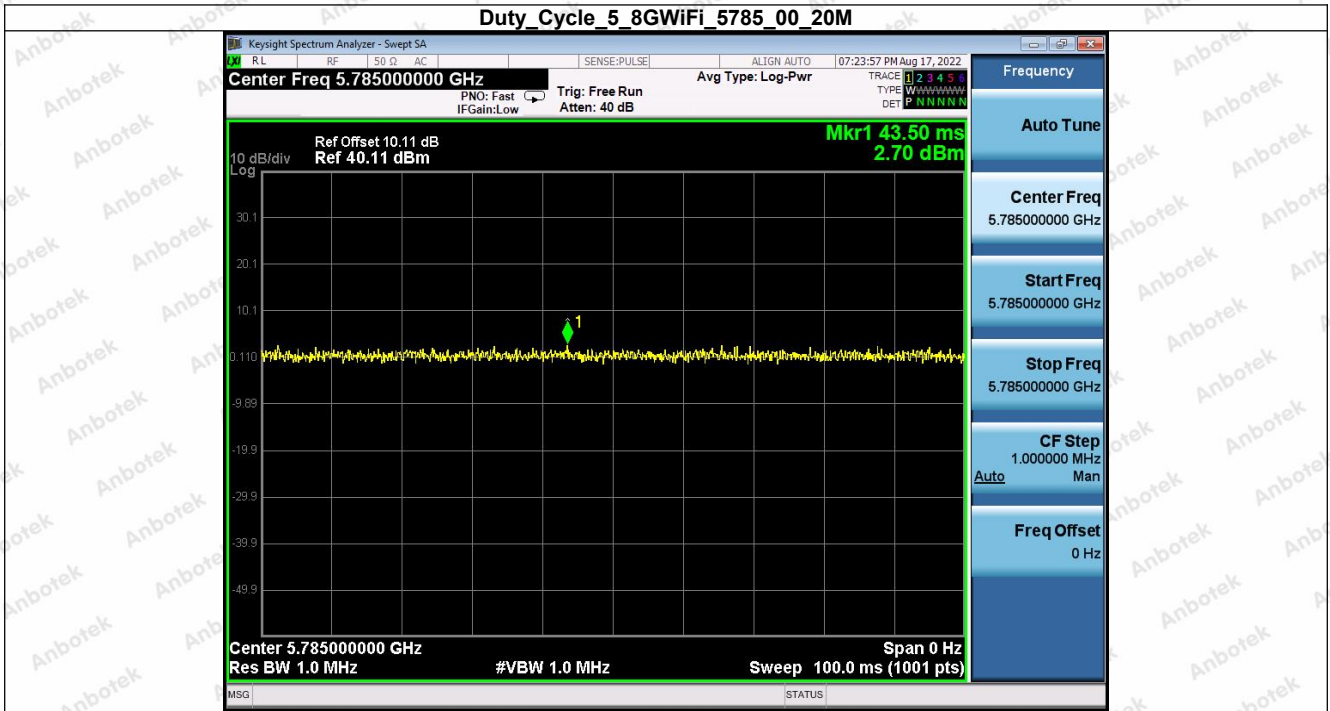 Duty_Cycle_5_8GWiFi_5785_00_20M
Keysight Spectrum Analyzer - Swept SA
LXI RL RF 50 Ω AC SENSE:PULSE ALIGN AUTO 07:23:57 PM Aug 17, 2022
Center Freq 5.785000000 GHz
PNO: Fast
IFGain:Low
Trig: Free Run
Atten: 40 dB
Avg Type: Log-Pwr
TRACE 1 2 3 4 5 6
TYPE WWWWWW
DET P N N N N N
Frequency
Auto Tune
Center Freq
5.785000000 GHz
Start Freq
5.785000000 GHz
Stop Freq
5.785000000 GHz
CF Step
1.000000 MHz
Auto Man
Freq Offset
0 Hz
Mkr1 43.50 ms
2.70 dBm
Ref Offset 10.11 dB
10 dB/div Ref 40.11 dBm
Log
30.1
20.1
10.1
1
0.110
-9.89
-19.9
-29.9
-39.9
-49.9
Center 5.785000000 GHz Span 0 Hz
Res BW 1.0 MHz #VBW 1.0 MHz Sweep 100.0 ms (1001 pts)
MSG STATUS
Anbotek